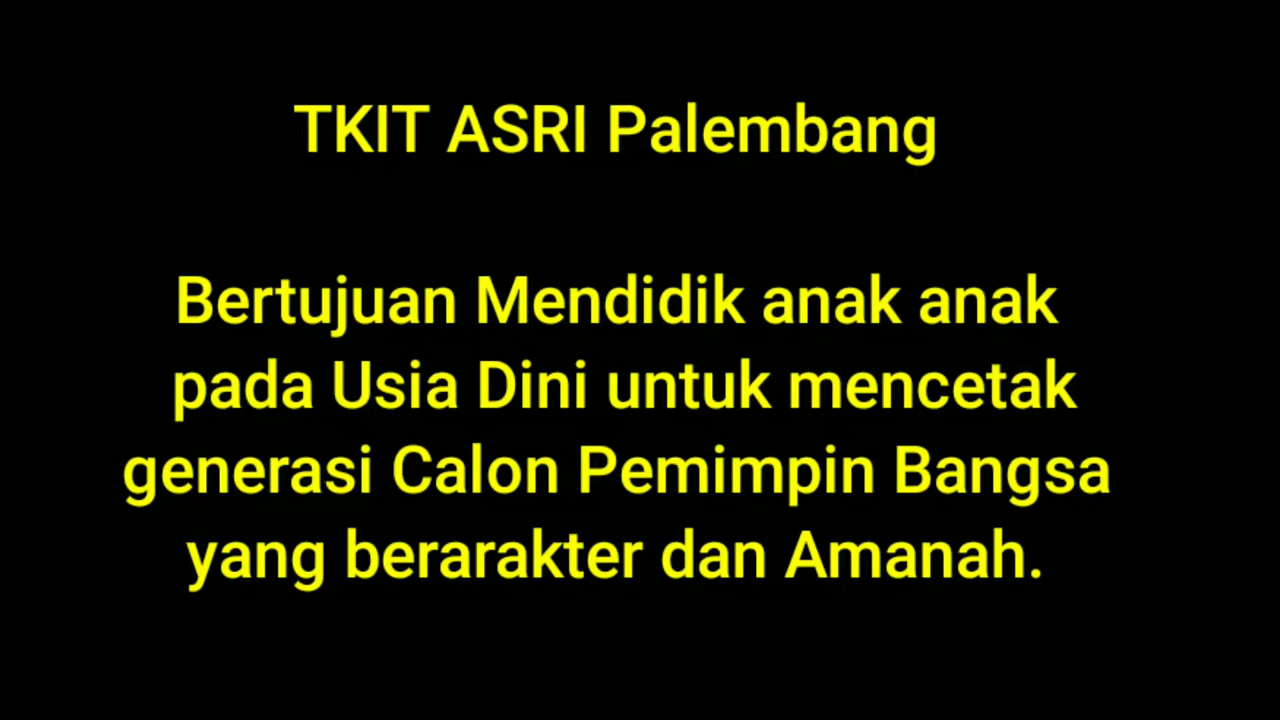 TKIT ASRI Palembang
Bertujuan Mendidik anak anak
pada Usia Dini untuk mencetak
generasi Calon Pemimpin Bangsa
yang berarakter dan Amanah.